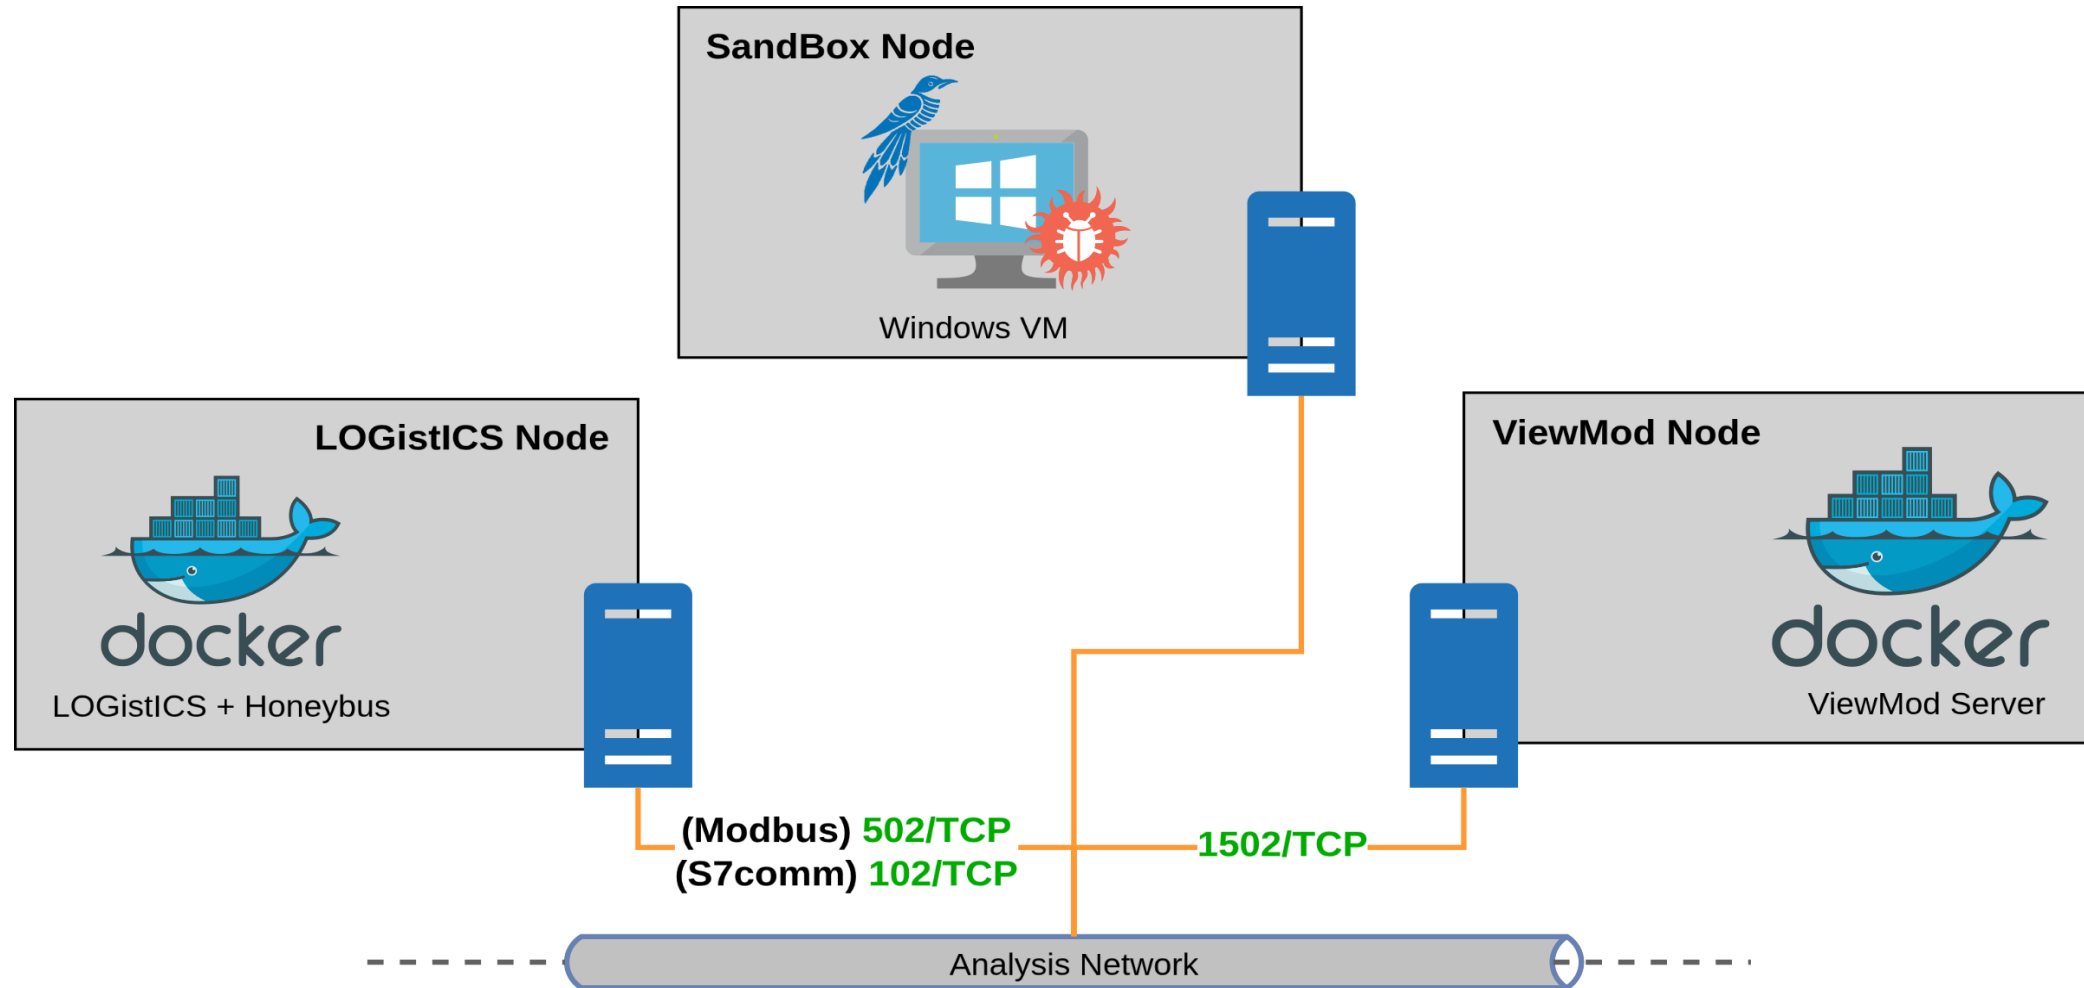 SandBox Node
Windows VM
LOGistICS Node
docker
LOGistICS + Honeybus
ViewMod Node
docker
ViewMod Server
(Modbus) 502/TCP
(S7comm) 102/TCP
1502/TCP
Analysis Network